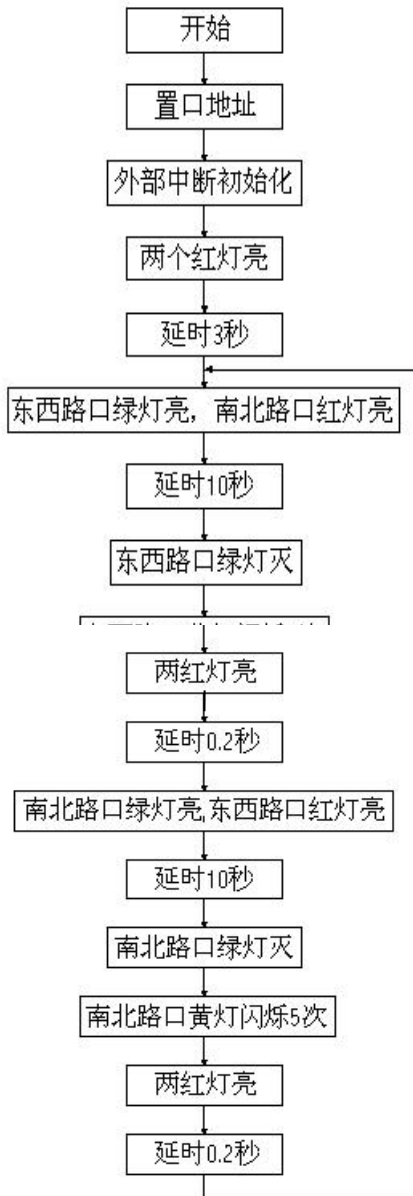 开始
置口地址
外部中断初始化
两个红灯亮
延时3秒
东西路口绿灯亮，南北路口红灯亮
延时10秒
东西路口绿灯灭
两红灯亮
延时0.2秒
南北路口绿灯亮,东西路口红灯亮
延时10秒
南北路口绿灯灭
南北路口黄灯闪烁5次
两红灯亮
延时0.2秒